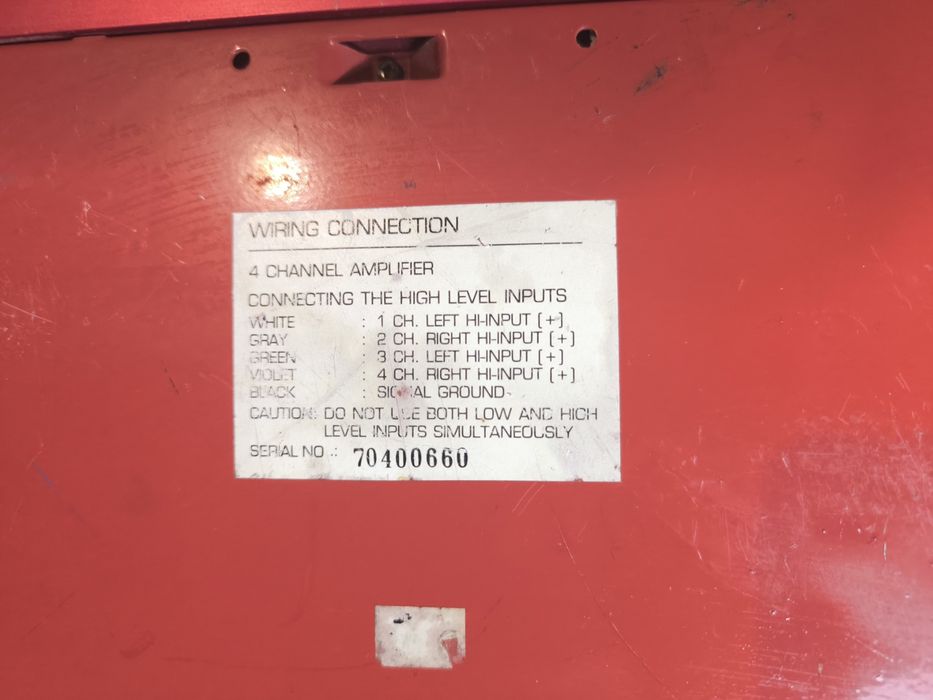 WIRING CONNECTION
4 CHANNEL AMPLIFIER
CONNECTING THE HIGH LEVEL INPUTS
WHITE : 1 CH. LEFT HI-INPUT (+)
GRAY : 2 CH. RIGHT HI-INPUT (+)
GREEN : 3 CH. LEFT HI-INPUT (+)
VIOLET : 4 CH. RIGHT HI-INPUT (+)
BLACK : SIGNAL GROUND
CAUTION: DO NOT USE BOTH LOW AND HIGH
LEVEL INPUTS SIMULTANEOUSLY
SERIAL NO.: 70400660